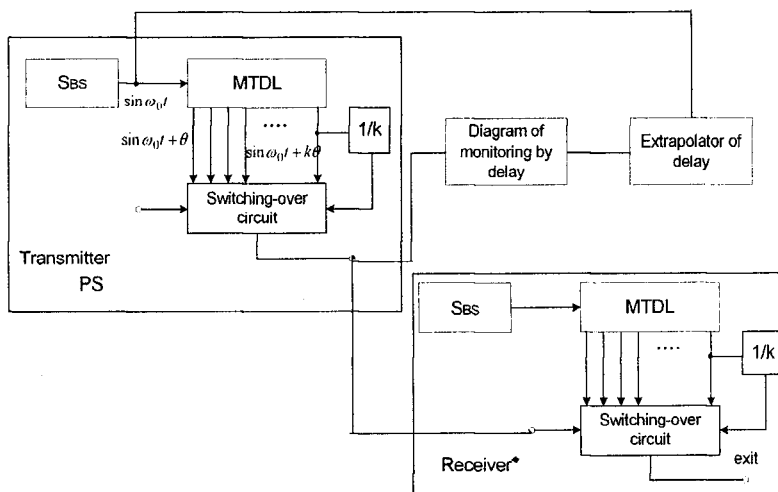 SBS
MTDL
sin ω₀t
1/k
sin ω₀t + θ
....
sin ω₀t + kθ
Switching-over
circuit
Transmitter
PS
Diagram of
monitoring by
delay
Extrapolator of
delay
SBS
MTDL
....
1/k
Switching-over
circuit
exit
Receiver